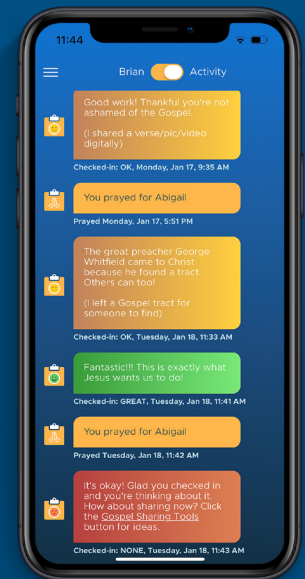 11:44
Brian Activity
Good work! Thankful you're not
ashamed of the Gospel.
(I shared a verse/pic/video
digitally)
Checked-in: OK, Monday, Jan 17, 9:35 AM
You prayed for Abigail
Prayed Monday, Jan 17, 5:51 PM
The great preacher George
Whitfield came to Christ
because he found a tract.
Others can too!
(I left a Gospel tract for
someone to find)
Checked-in: OK, Tuesday, Jan 18, 11:33 AM
Fantastic!!! This is exactly what
Jesus wants us to do!
Checked-in: GREAT, Tuesday, Jan 18, 11:41 AM
You prayed for Abigail
Prayed Tuesday, Jan 18, 11:42 AM
It's okay! Glad you checked in
and you're thinking about it.
How about sharing now? Click
the Gospel Sharing Tools
button for ideas.
Checked-in: NONE, Tuesday, Jan 18, 11:43 AM